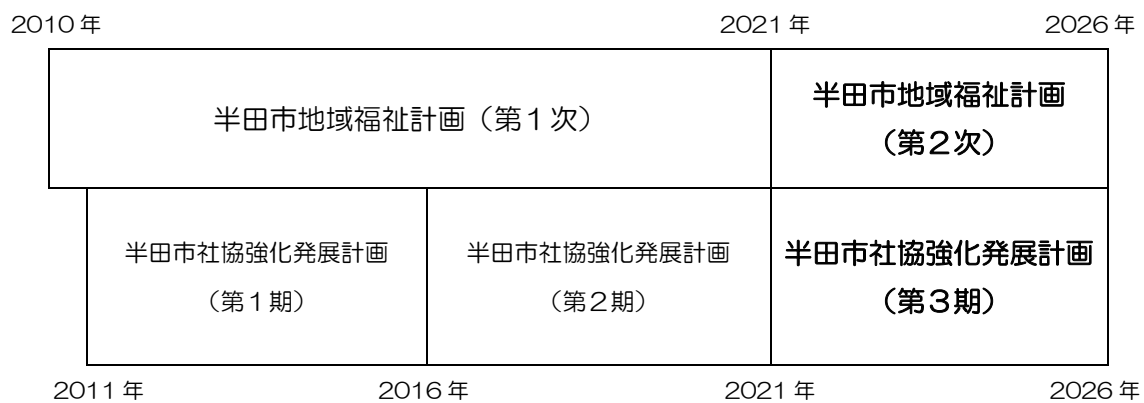 2010年
2021年
2026年
半田市地域福祉計画（第１次）
半田市地域福祉計画
（第２次）
半田市社協強化発展計画
（第１期）
半田市社協強化発展計画
（第２期）
半田市社協強化発展計画
（第３期）
2011年
2016年
2021年
2026年